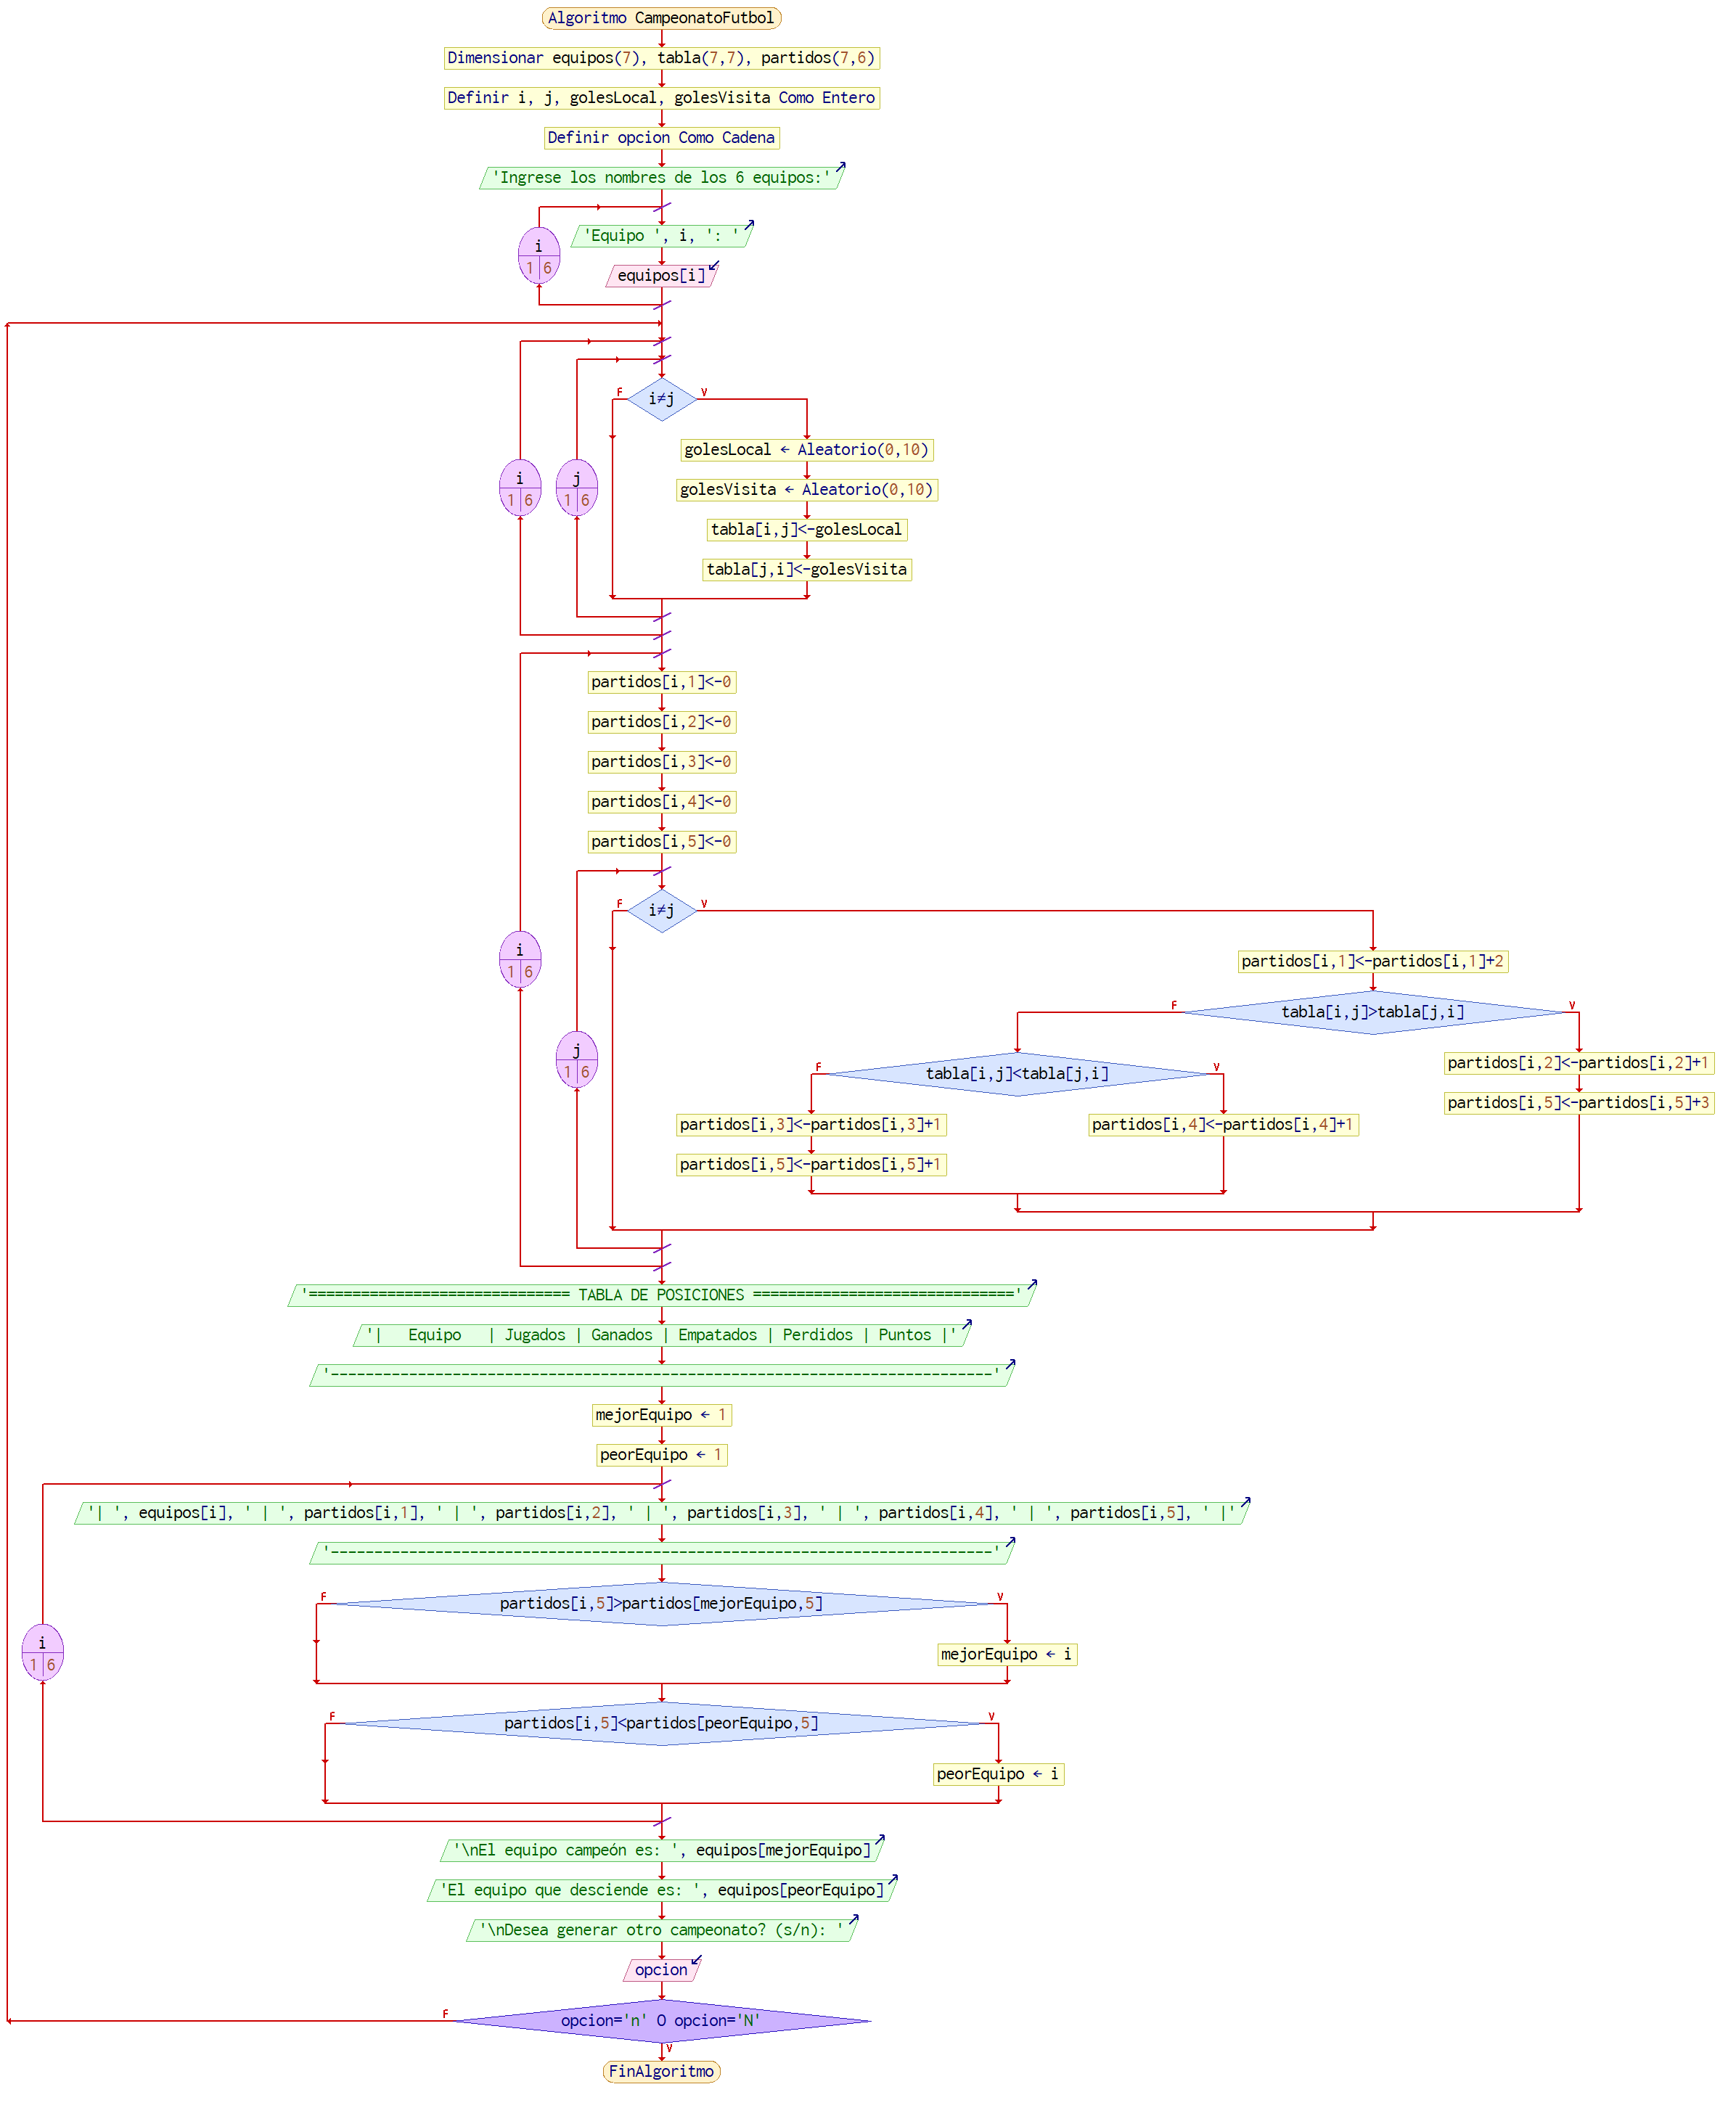 Algoritmo CampeonatoFutbol
Dimensionar equipos(7), tabla(7,7), partidos(7,6)
Definir i, j, golesLocal, golesVisita Como Entero
Definir opcion Como Cadena
'Ingrese los nombres de los 6 equipos:'
'Equipo ', i, ': '
i
1 6
equipos[i]
i≠j
F
V
golesLocal ← Aleatorio(0,10)
golesVisita ← Aleatorio(0,10)
i
1 6
j
1 6
tabla[i,j]<-golesLocal
tabla[j,i]<-golesVisita
partidos[i,1]<-0
partidos[i,2]<-0
partidos[i,3]<-0
partidos[i,4]<-0
partidos[i,5]<-0
i≠j
F
V
i
1 6
partidos[i,1]<-partidos[i,1]+2
tabla[i,j]>tabla[j,i]
F
V
j
1 6
tabla[i,j]<tabla[j,i]
F
V
partidos[i,2]<-partidos[i,2]+1
partidos[i,5]<-partidos[i,5]+3
partidos[i,3]<-partidos[i,3]+1
partidos[i,4]<-partidos[i,4]+1
partidos[i,5]<-partidos[i,5]+1
'============================== TABLA DE POSICIONES =============================='
'|   Equipo   | Jugados | Ganados | Empatados | Perdidos | Puntos |'
'----------------------------------------------------------------------------'
mejorEquipo ← 1
peorEquipo ← 1
'| ', equipos[i], ' | ', partidos[i,1], ' | ', partidos[i,2], ' | ', partidos[i,3], ' | ', partidos[i,4], ' | ', partidos[i,5], ' |'
'----------------------------------------------------------------------------'
partidos[i,5]>partidos[mejorEquipo,5]
F
V
i
1 6
mejorEquipo ← i
partidos[i,5]<partidos[peorEquipo,5]
F
V
peorEquipo ← i
'\nEl equipo campeón es: ', equipos[mejorEquipo]
'El equipo que desciende es: ', equipos[peorEquipo]
'\nDesea generar otro campeonato? (s/n): '
opcion
opcion='n' O opcion='N'
F
V
FinAlgoritmo